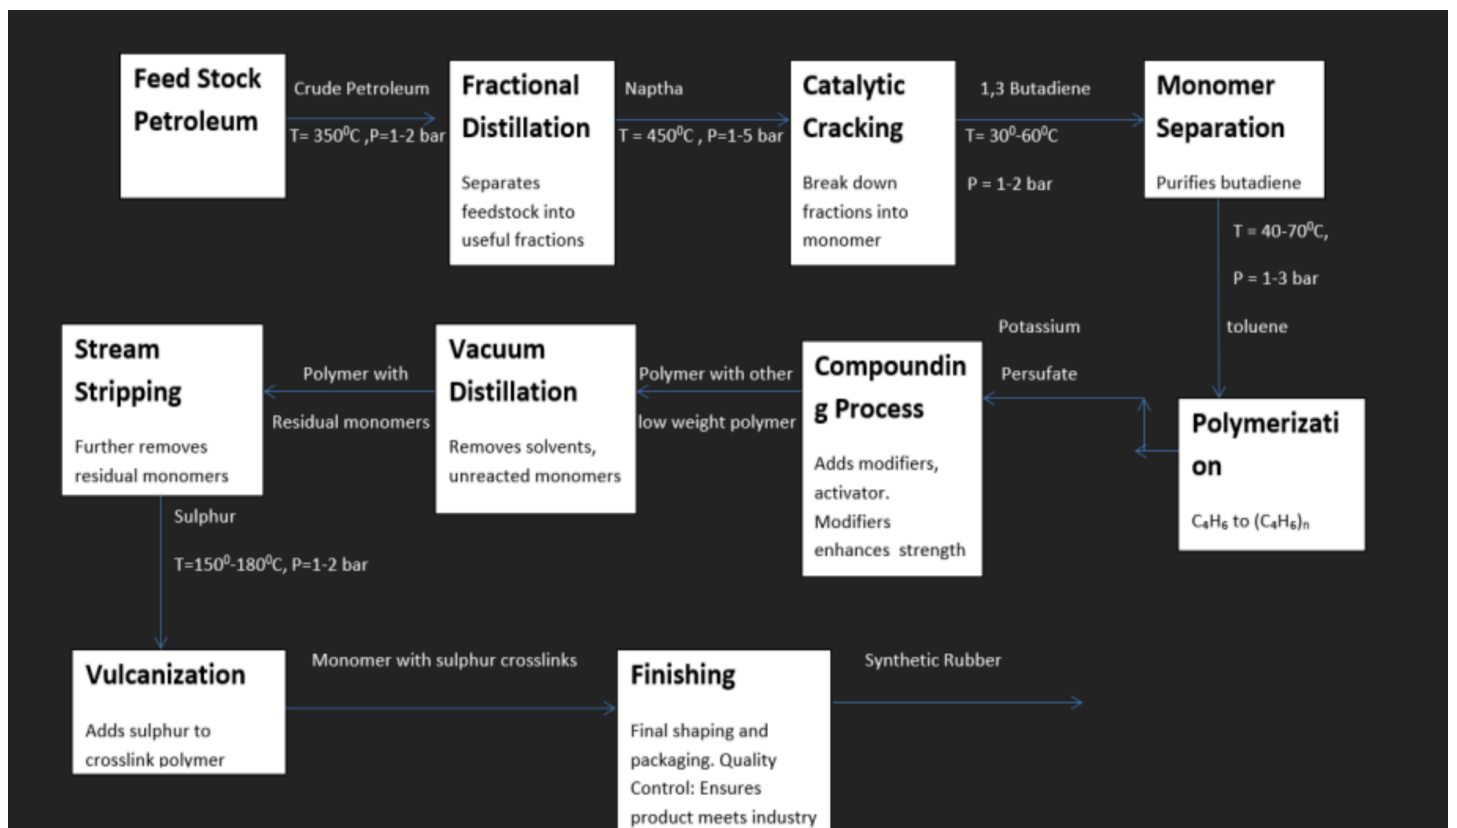 Feed Stock
Petroleum
Crude Petroleum
T= 350⁰C ,P=1-2 bar
Fractional
Distillation
Separates
feedstock into
useful fractions
Naptha
T = 450⁰C , P=1-5 bar
Catalytic
Cracking
Break down
fractions into
monomer
1,3 Butadiene
T= 30⁰-60⁰C
P = 1-2 bar
Monomer
Separation
Purifies butadiene
T = 40-70⁰C,
P = 1-3 bar
toluene
Polymerizati
on
C₄H₆ to (C₄H₆)ₙ
Potassium
Persufate
Compoundin
g Process
Adds modifiers,
activator.
Modifiers
enhances strength
Polymer with other
low weight polymer
Vacuum
Distillation
Removes solvents,
unreacted monomers
Polymer with
Residual monomers
Stream
Stripping
Further removes
residual monomers
Sulphur
T=150⁰-180⁰C, P=1-2 bar
Vulcanization
Adds sulphur to
crosslink polymer
Monomer with sulphur crosslinks
Finishing
Final shaping and
packaging. Quality
Control: Ensures
product meets industry
Synthetic Rubber